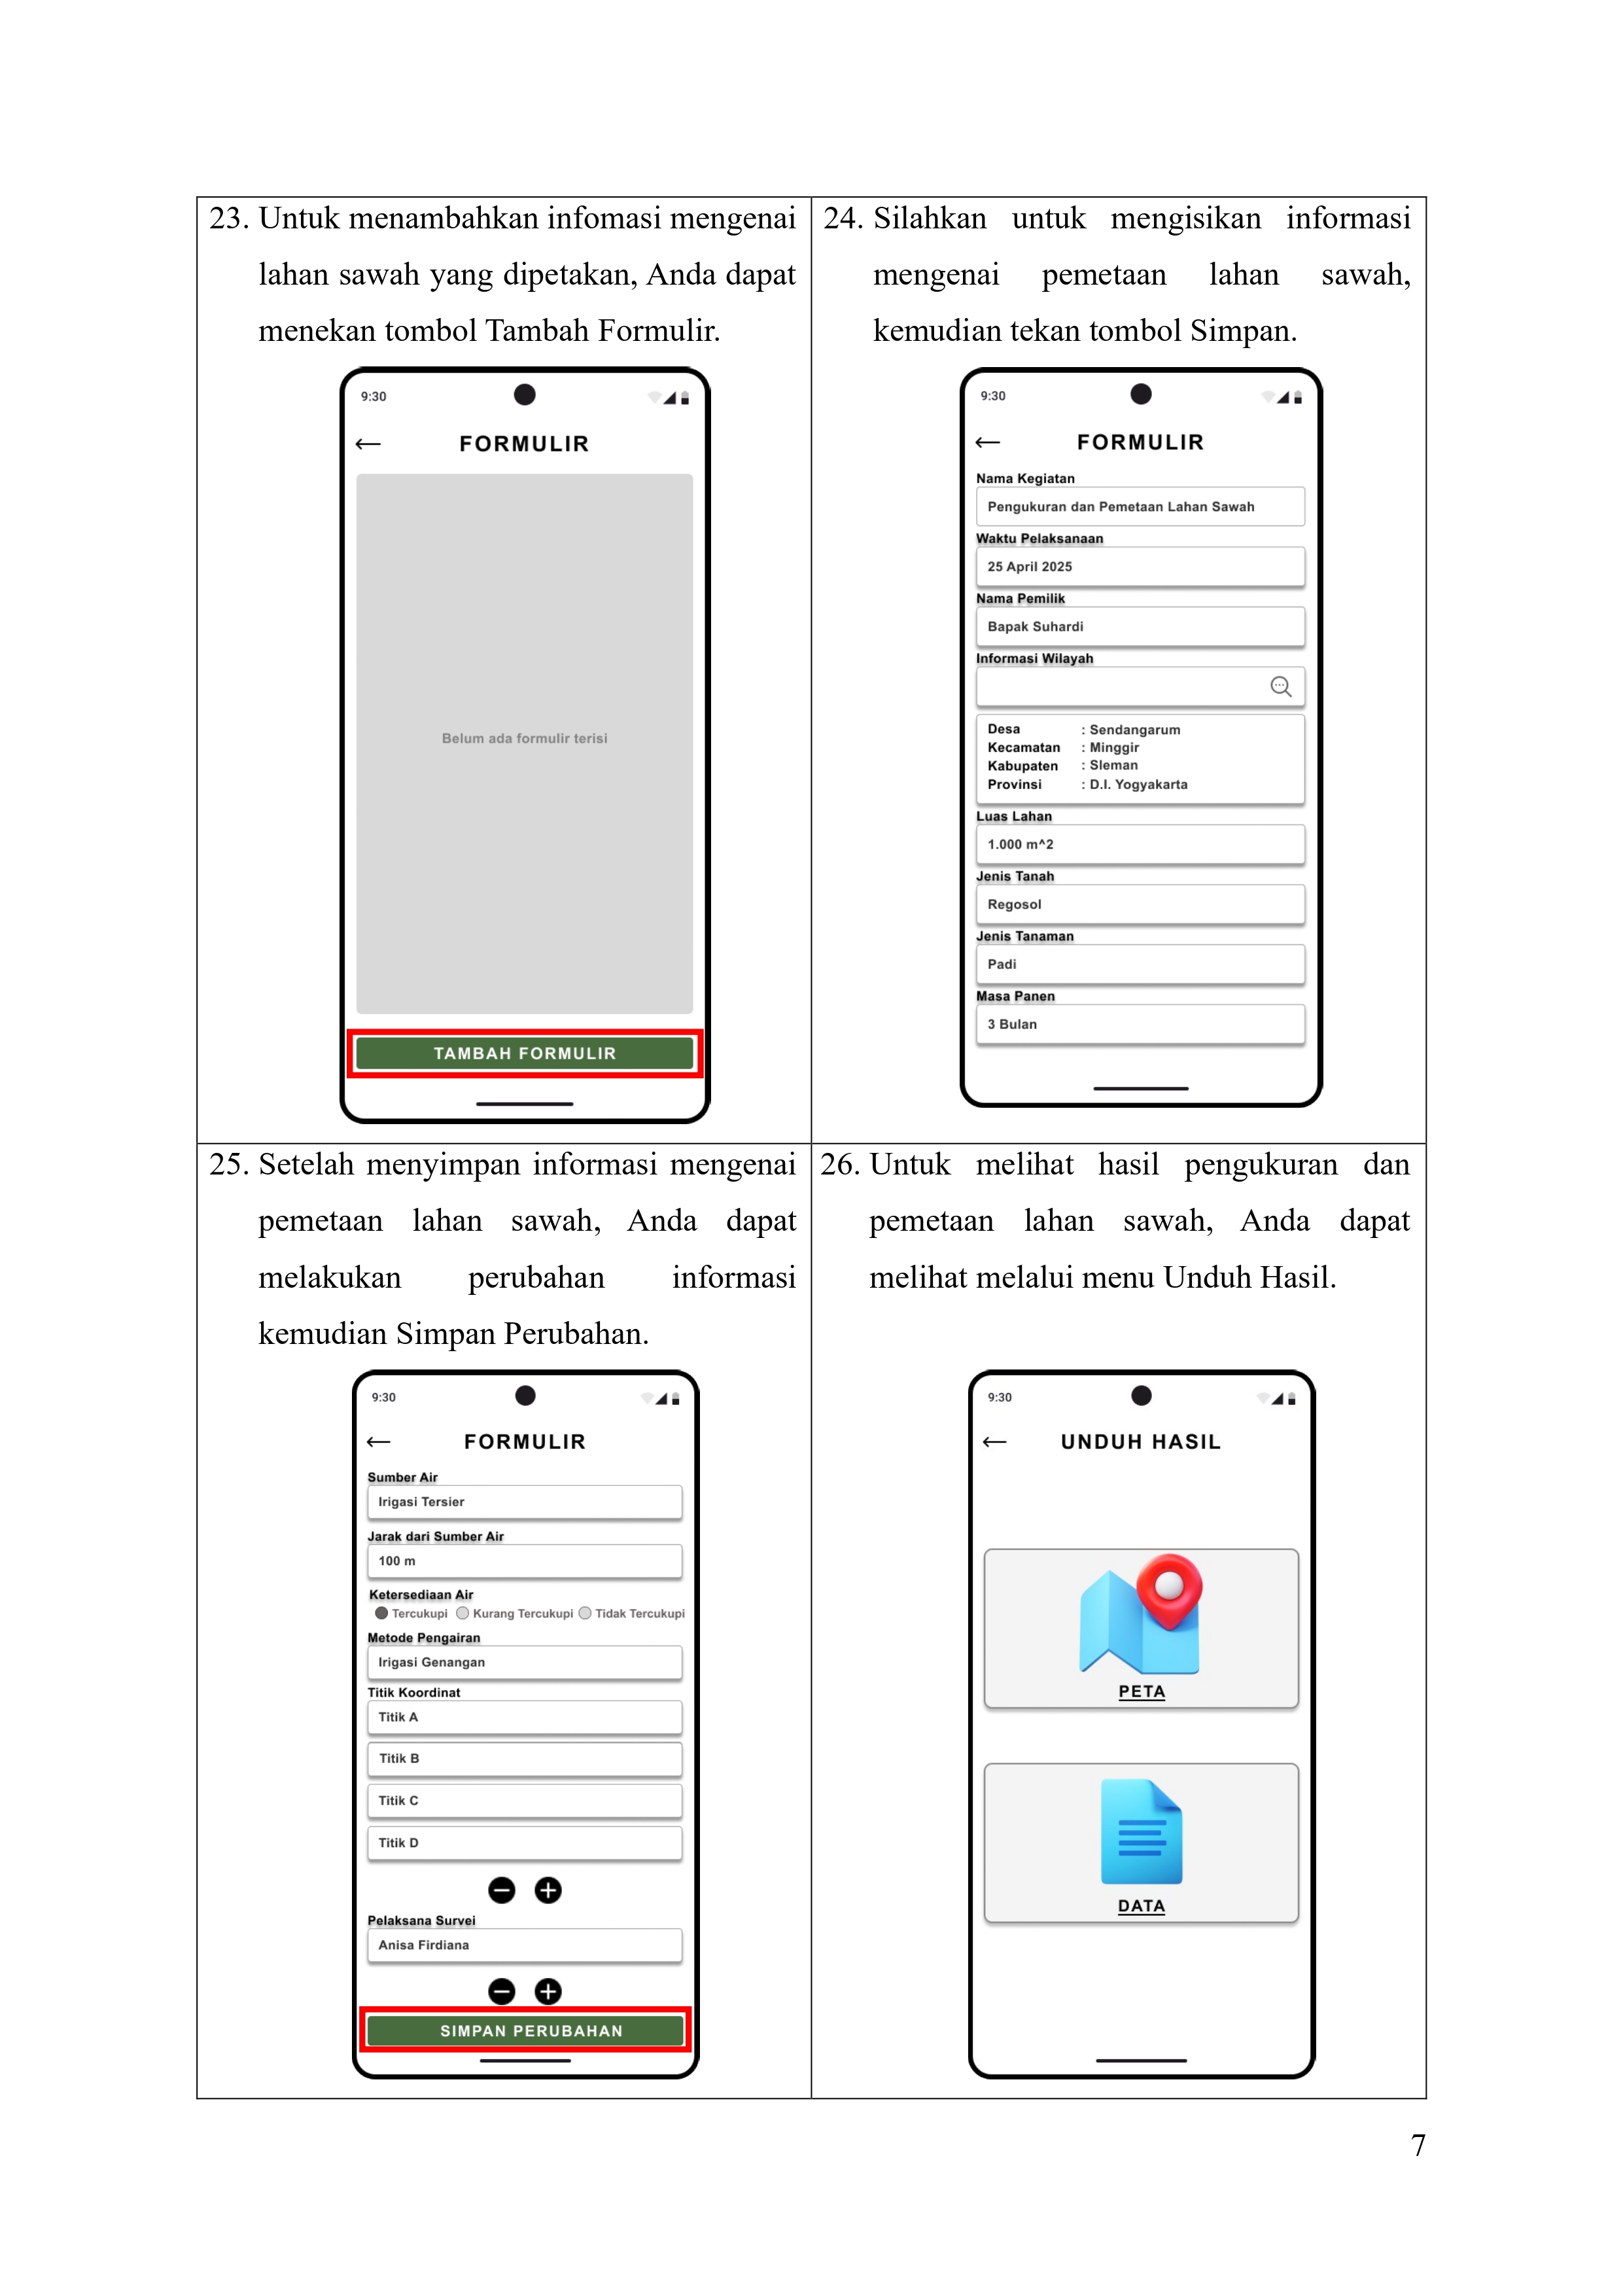 23. Untuk menambahkan infomasi mengenai
lahan sawah yang dipetakan, Anda dapat
menekan tombol Tambah Formulir.
9:30
FORMULIR
Belum ada formulir terisi
TAMBAH FORMULIR
24. Silahkan untuk mengisikan informasi
mengenai pemetaan lahan sawah,
kemudian tekan tombol Simpan.
9:30
FORMULIR
Nama Kegiatan
Pengukuran dan Pemetaan Lahan Sawah
Waktu Pelaksanaan
25 April 2025
Nama Pemilik
Bapak Suhardi
Informasi Wilayah
Desa : Sendangarum
Kecamatan : Minggir
Kabupaten : Sleman
Provinsi : D.I. Yogyakarta
Luas Lahan
1.000 m^2
Jenis Tanah
Regosol
Jenis Tanaman
Padi
Masa Panen
3 Bulan
25. Setelah menyimpan informasi mengenai
pemetaan lahan sawah, Anda dapat
melakukan perubahan informasi
kemudian Simpan Perubahan.
9:30
FORMULIR
Sumber Air
Irigasi Tersier
Jarak dari Sumber Air
100 m
Ketersediaan Air
Tercukupi Kurang Tercukupi Tidak Tercukupi
Metode Pengairan
Irigasi Genangan
Titik Koordinat
Titik A
Titik B
Titik C
Titik D
Pelaksana Survei
Anisa Firdiana
SIMPAN PERUBAHAN
26. Untuk melihat hasil pengukuran dan
pemetaan lahan sawah, Anda dapat
melihat melalui menu Unduh Hasil.
9:30
UNDUH HASIL
PETA
DATA
7